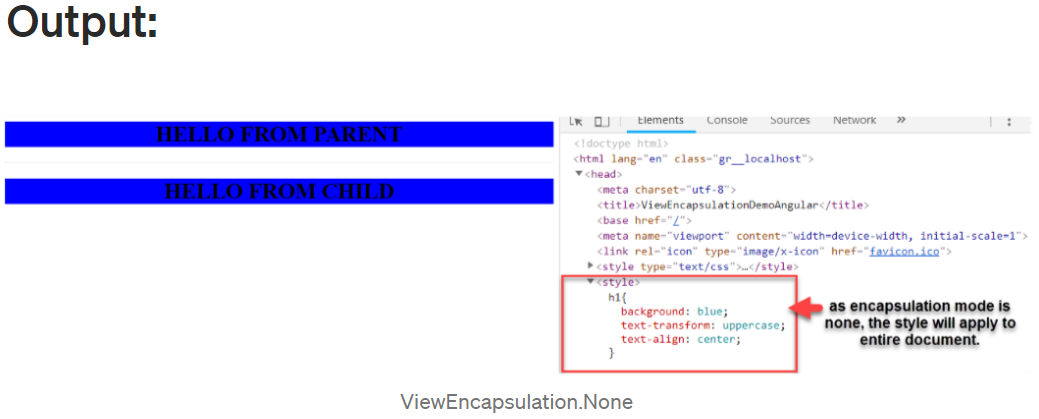 Output:
HELLO FROM PARENT
HELLO FROM CHILD
Elements Console Sources Network »
<!doctype html>
<html lang="en" class="gr__localhost">
▼<head>
<meta charset="utf-8">
<title>ViewEncapsulationDemoAngular</title>
<base href="/">
<meta name="viewport" content="width=device-width, initial-scale=1">
<link rel="icon" type="image/x-icon" href="favicon.ico">
▶<style type="text/css">…</style>
▼<style>
h1{
background: blue;
text-transform: uppercase;
text-align: center;
}
as encapsulation mode is
none, the style will apply to
entire document.
ViewEncapsulation.None